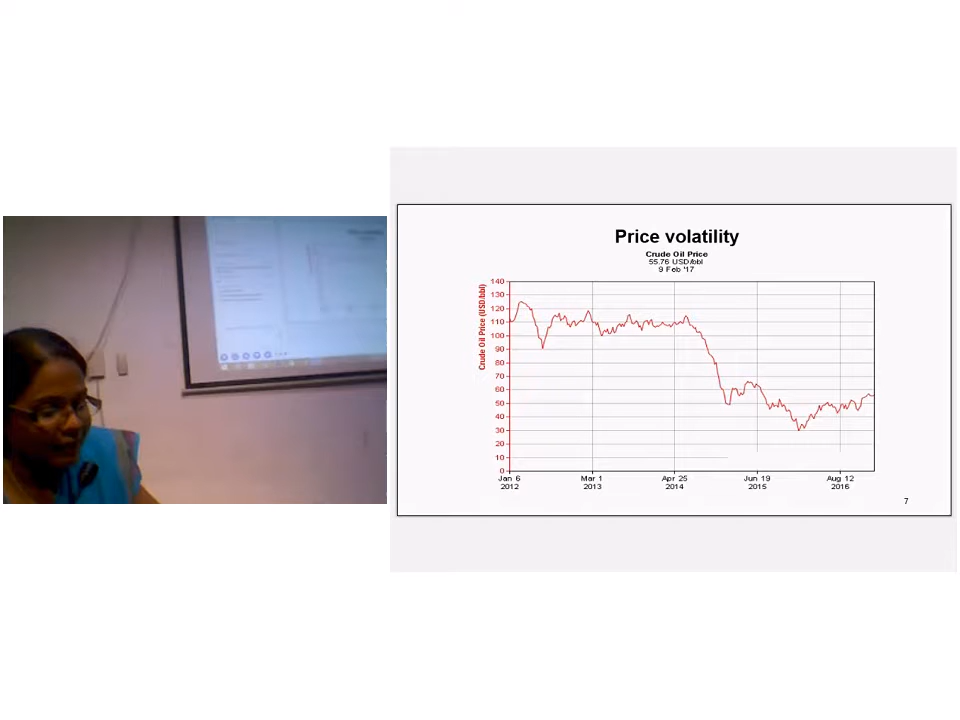 Price volatility
Crude Oil Price
55.76 USD/bbl
9 Feb '17
Crude Oil Price (USD/bbl)
140
130
120
110
100
90
80
70
60
50
40
30
20
10
0
Jan 6 Mar 1 Apr 25 Jun 19 Aug 12
2012 2013 2014 2015 2016
7